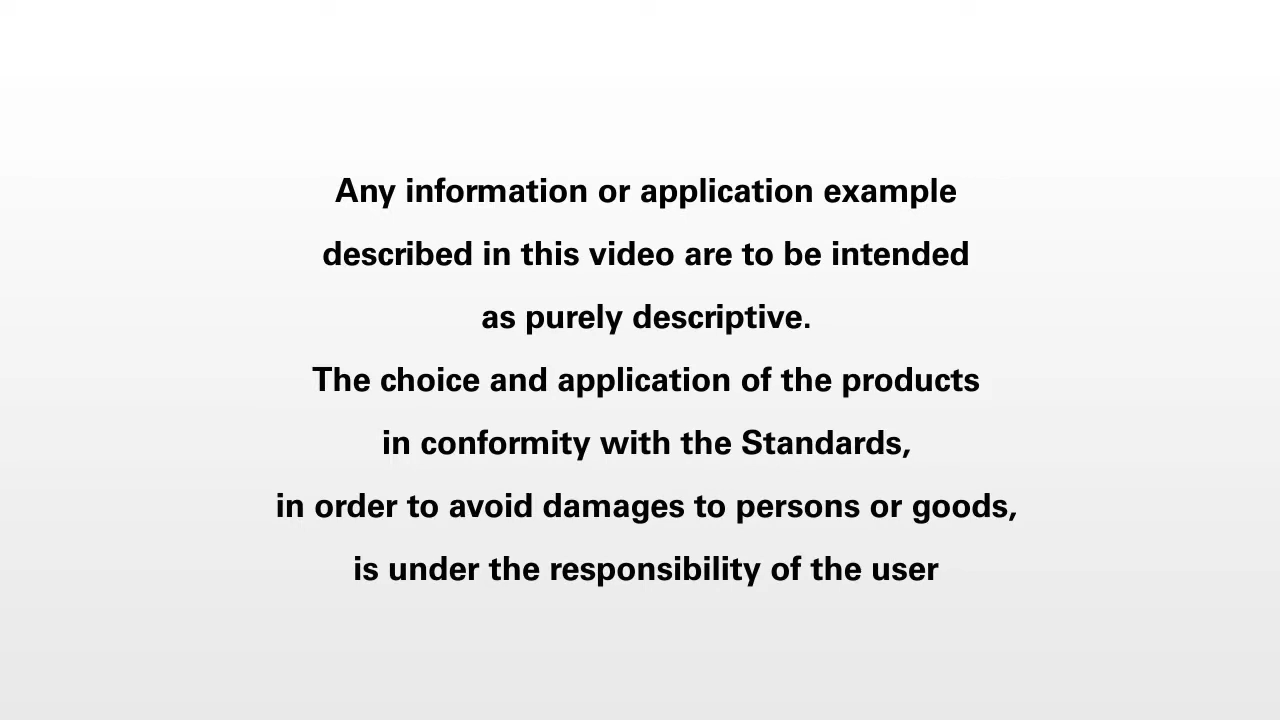 Any information or application example
described in this video are to be intended
as purely descriptive.
The choice and application of the products
in conformity with the Standards,
in order to avoid damages to persons or goods,
is under the responsibility of the user